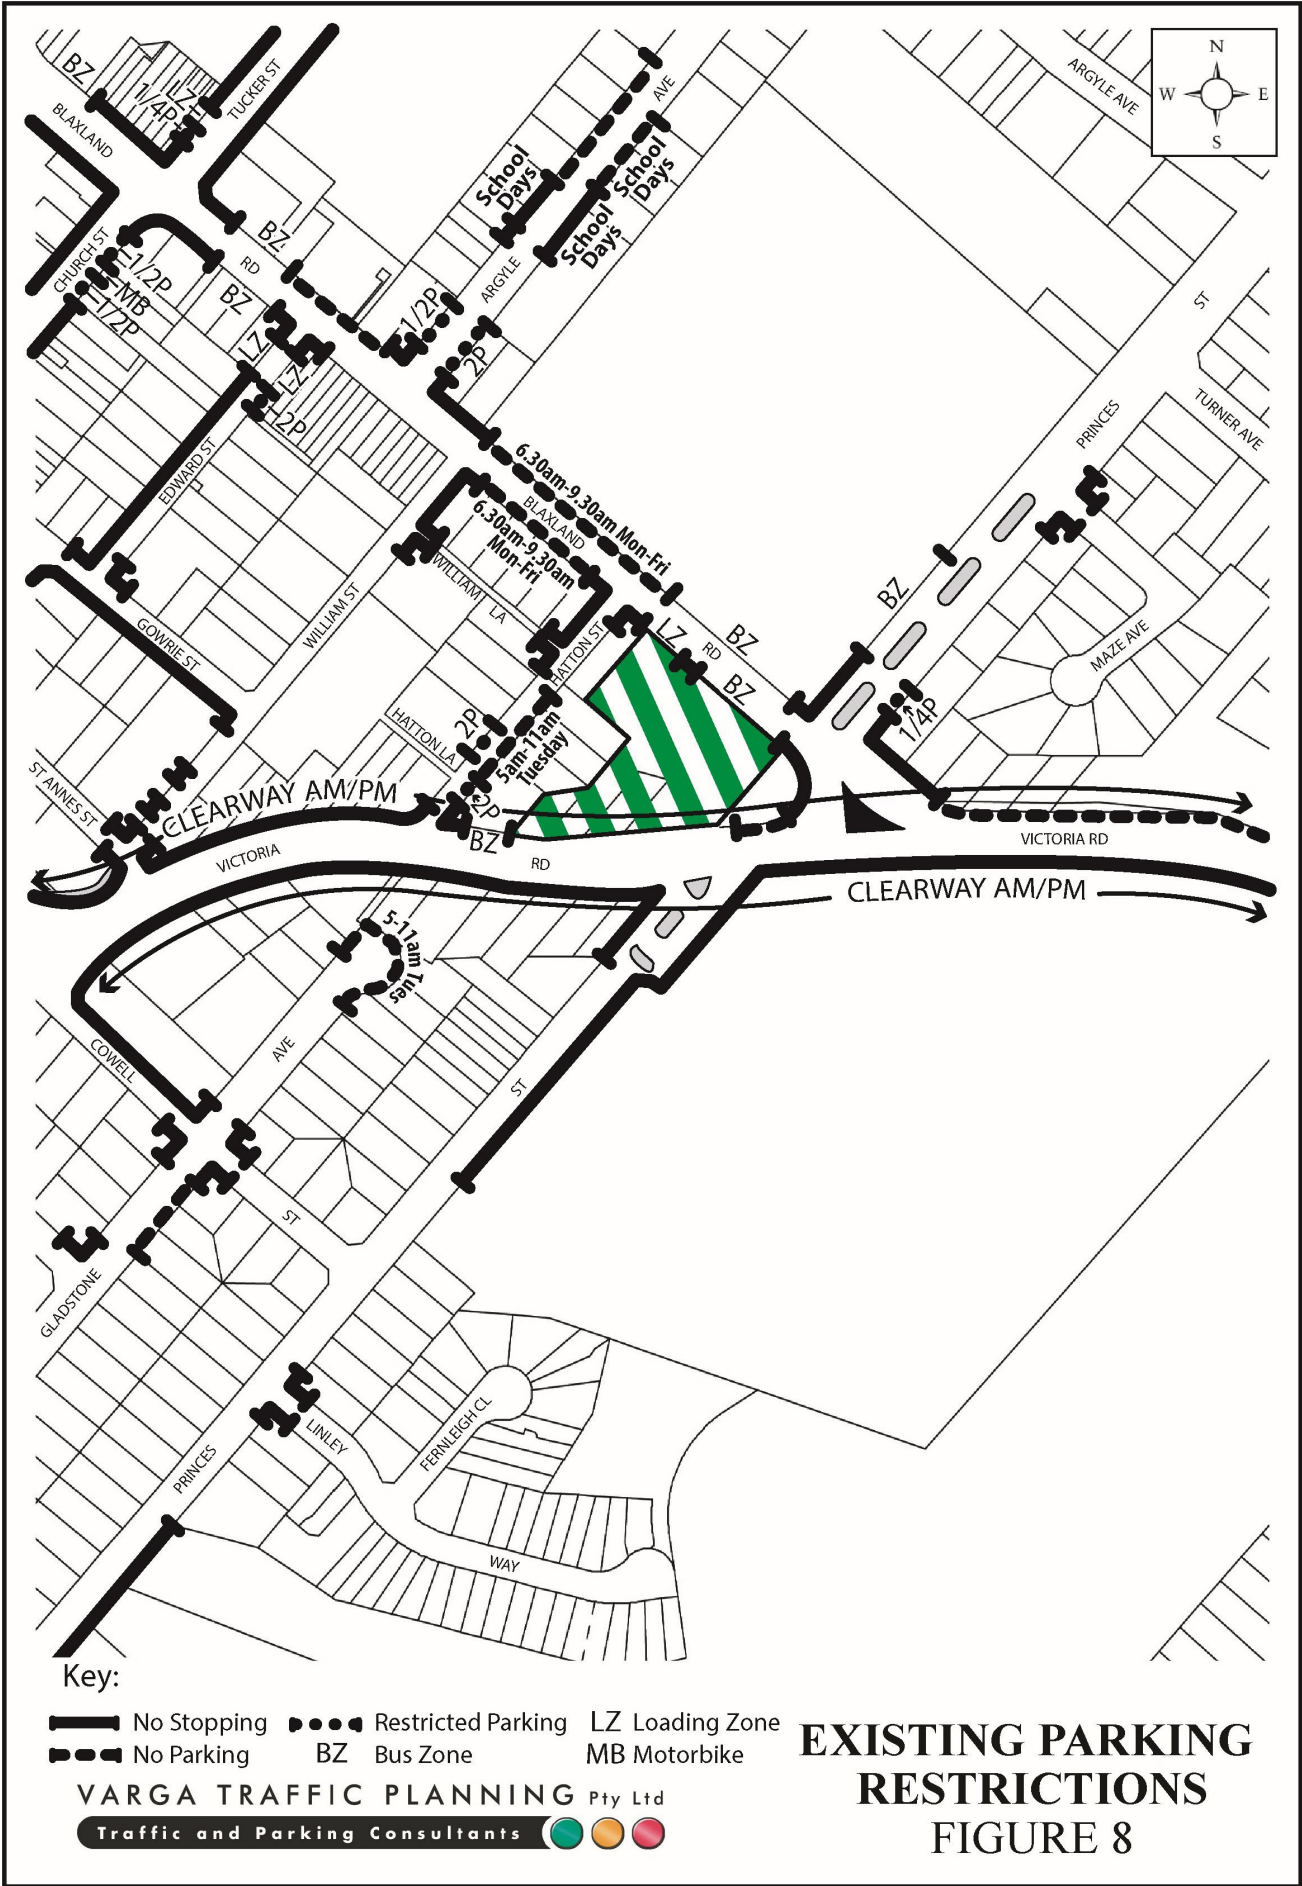 N
W E
S
BZ
LZ
1/4P
TUCKER ST
BLAXLAND
AVE
ARGYLE AVE
School
Days
School
Days
School
Days
BZ
RD
BZ
CHURCH ST
1/2P
MB
1/2P
ARGYLE
1/2P
2P
ST
LZ
LZ
2P
PRINCES
TURNER AVE
EDWARD ST
6.30am-9.30am Mon-Fri
BLAXLAND
6.30am-9.30am
Mon-Fri
WILLIAM LA
WILLIAM ST
BZ
GOWRIE ST
HATTON ST
LZ
RD
BZ
BZ
MAZE AVE
1/4P
HATTON LA
2P
5am-11am
Tuesday
2P
ST ANNES ST
CLEARWAY AM/PM
BZ
VICTORIA
RD
VICTORIA RD
CLEARWAY AM/PM
5-11am Tues
COWELL
AVE
ST
ST
GLADSTONE
PRINCES
LINLEY
FERNLEIGH CL
WAY
Key:
No Stopping Restricted Parking LZ Loading Zone
No Parking BZ Bus Zone MB Motorbike
VARGA TRAFFIC PLANNING Pty Ltd
Traffic and Parking Consultants
EXISTING PARKING
RESTRICTIONS
FIGURE 8